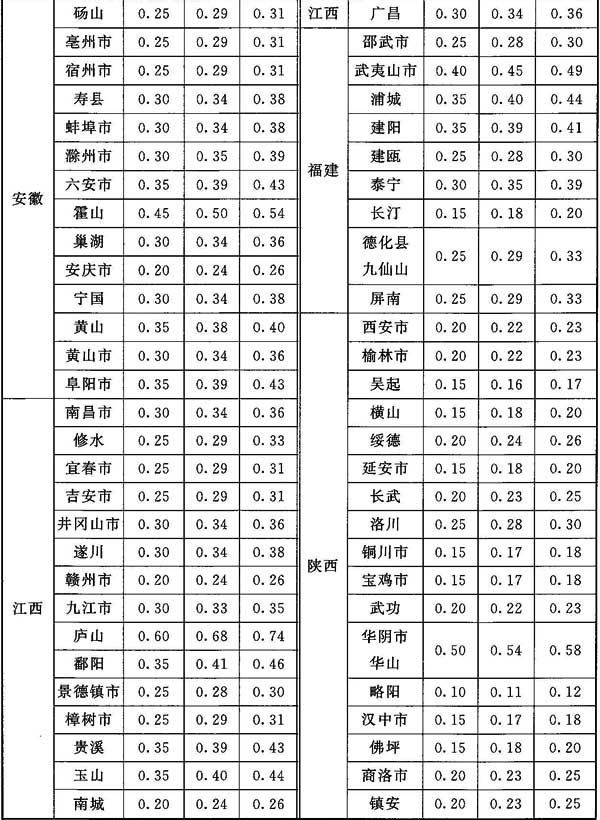 安徽
砀山 0.25 0.29 0.31
亳州市 0.25 0.29 0.31
宿州市 0.25 0.29 0.31
寿县 0.30 0.34 0.38
蚌埠市 0.30 0.34 0.38
滁州市 0.30 0.35 0.39
六安市 0.35 0.39 0.43
霍山 0.45 0.50 0.54
巢湖 0.30 0.34 0.36
安庆市 0.20 0.24 0.26
宁国 0.30 0.34 0.38
黄山 0.35 0.38 0.40
黄山市 0.30 0.34 0.36
阜阳市 0.35 0.39 0.43
江西
南昌市 0.30 0.34 0.36
修水 0.25 0.29 0.33
宜春市 0.25 0.29 0.31
吉安市 0.25 0.29 0.31
井冈山市 0.30 0.34 0.36
遂川 0.30 0.34 0.38
赣州市 0.20 0.24 0.26
九江市 0.30 0.33 0.35
庐山 0.60 0.68 0.74
鄱阳 0.35 0.41 0.46
景德镇市 0.25 0.28 0.30
樟树市 0.25 0.29 0.31
贵溪 0.35 0.39 0.43
玉山 0.35 0.40 0.44
南城 0.20 0.24 0.26
江西 广昌 0.30 0.34 0.36
福建
邵武市 0.25 0.28 0.30
武夷山市 0.40 0.45 0.49
浦城 0.35 0.40 0.44
建阳 0.35 0.39 0.41
建瓯 0.25 0.28 0.30
泰宁 0.30 0.35 0.39
长汀 0.15 0.18 0.20
德化县
九仙山 0.25 0.29 0.33
屏南 0.25 0.29 0.33
陕西
西安市 0.20 0.22 0.23
榆林市 0.20 0.22 0.23
吴起 0.15 0.16 0.17
横山 0.15 0.18 0.20
绥德 0.20 0.24 0.26
延安市 0.15 0.18 0.20
长武 0.20 0.23 0.25
洛川 0.25 0.28 0.30
铜川市 0.15 0.17 0.18
宝鸡市 0.15 0.17 0.18
武功 0.20 0.22 0.23
华阴市
华山 0.50 0.54 0.58
略阳 0.10 0.11 0.12
汉中市 0.15 0.17 0.18
佛坪 0.15 0.18 0.20
商洛市 0.20 0.23 0.25
镇安 0.20 0.23 0.25